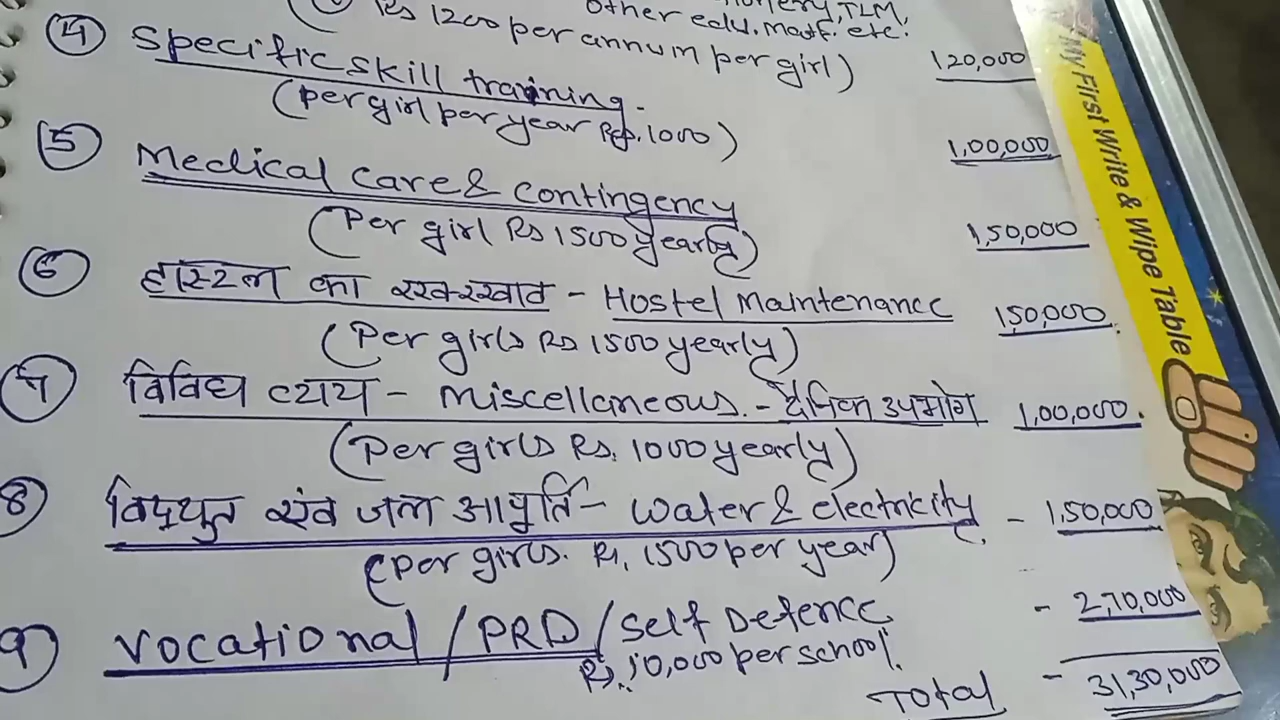 Other edu. matr. etc. TLM,
Rs 1200 per annum per girl) 120,000
④ Specific skill training.
(per girl per year Rs. 1000) 1,00,000
⑤ Medical care & contingency
(Per girl Rs 1500 yearly) 1,50,000
⑥ हास्टल का रखरखाव - Hostel Maintenance 150,000.
(Per girls Rs 1500 yearly)
⑦ विविध व्यय - Miscellaneous. - दैनिक उपभोग 1,00,000.
(Per girls Rs. 1000 yearly)
⑧ विद्युत एंव जल आपूर्ति - Water & electricity - 1,50,000
(per girls. Rs. 1500 per year)
⑨ Vocational / PRD / Self Defence - 2,70,000
Rs. 10,000 per school.
Total - 31,30,000
My First Write & Wipe Table